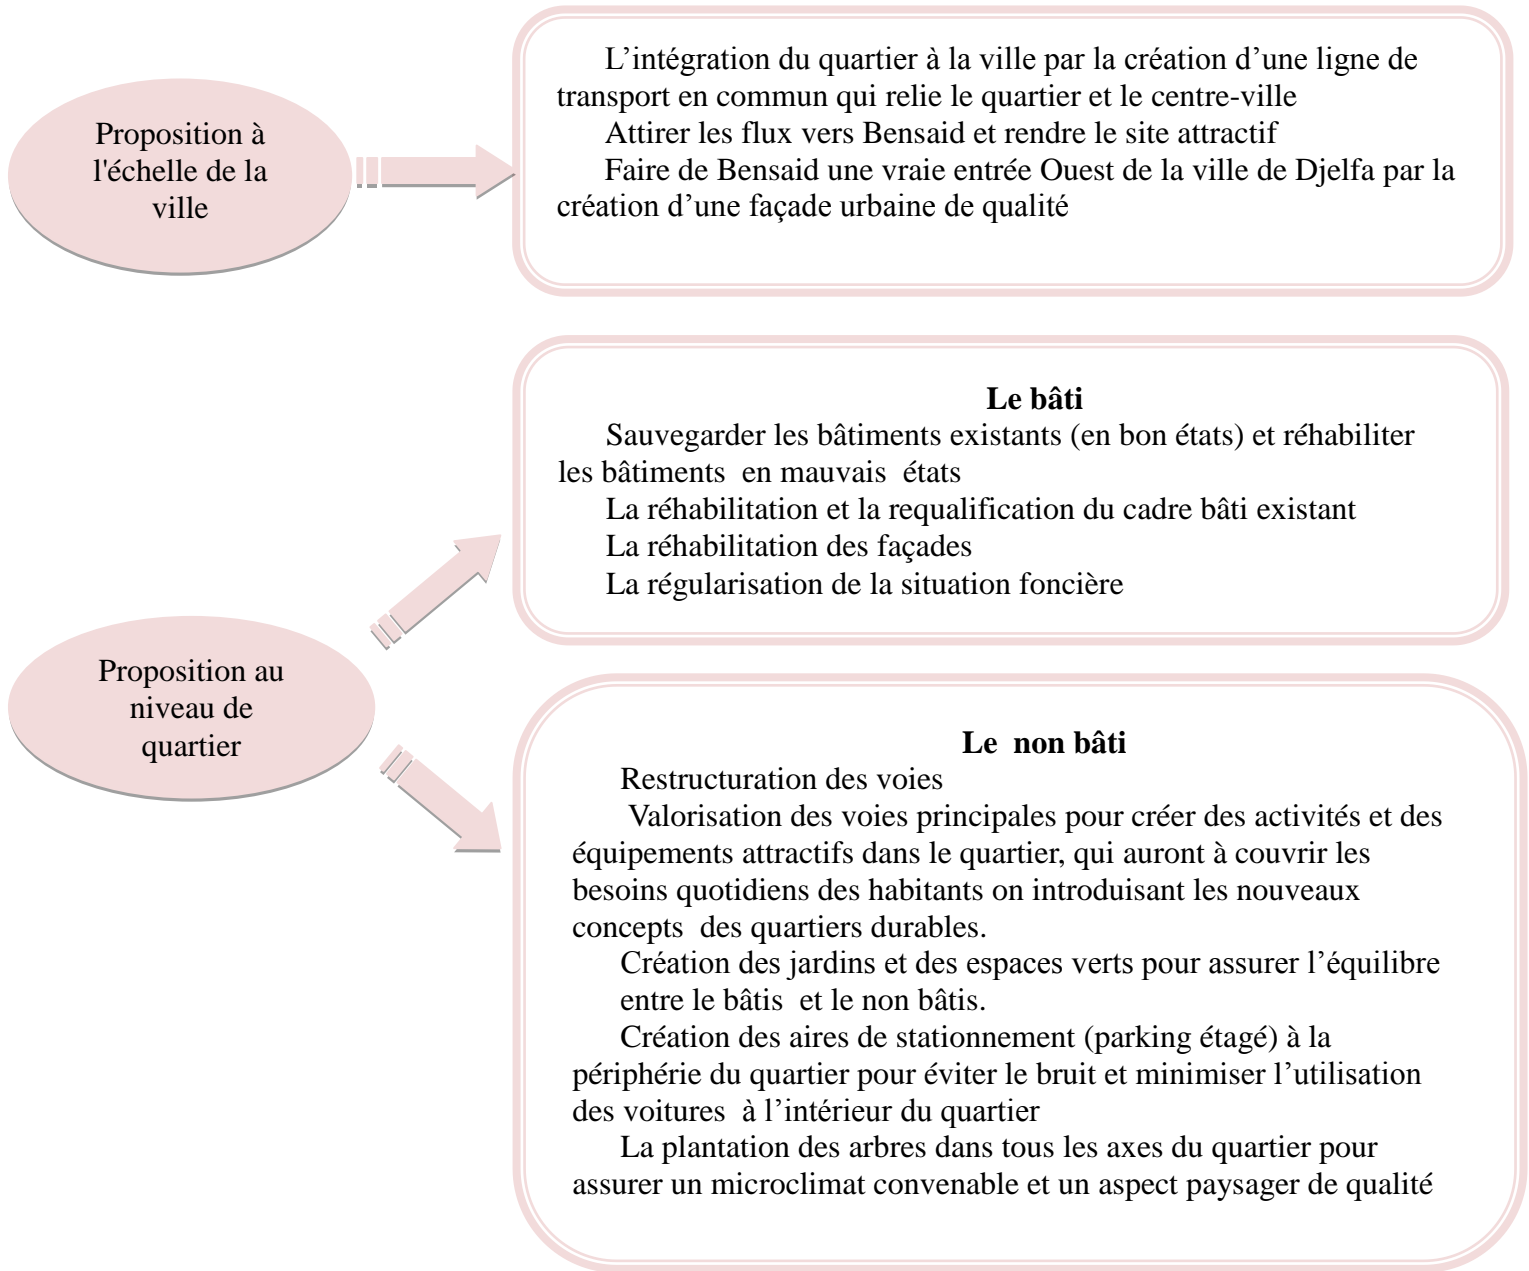 Proposition à
l'échelle de la
ville
L’intégration du quartier à la ville par la création d’une ligne de
transport en commun qui relie le quartier et le centre-ville
Attirer les flux vers Bensaid et rendre le site attractif
Faire de Bensaid une vraie entrée Ouest de la ville de Djelfa par la
création d’une façade urbaine de qualité
Proposition au
niveau de
quartier
Le bâti
Sauvegarder les bâtiments existants (en bon états) et réhabiliter
les bâtiments en mauvais états
La réhabilitation et la requalification du cadre bâti existant
La réhabilitation des façades
La régularisation de la situation foncière
Le non bâti
Restructuration des voies
Valorisation des voies principales pour créer des activités et des
équipements attractifs dans le quartier, qui auront à couvrir les
besoins quotidiens des habitants on introduisant les nouveaux
concepts des quartiers durables.
Création des jardins et des espaces verts pour assurer l’équilibre
entre le bâtis et le non bâtis.
Création des aires de stationnement (parking étagé) à la
périphérie du quartier pour éviter le bruit et minimiser l’utilisation
des voitures à l’intérieur du quartier
La plantation des arbres dans tous les axes du quartier pour
assurer un microclimat convenable et un aspect paysager de qualité